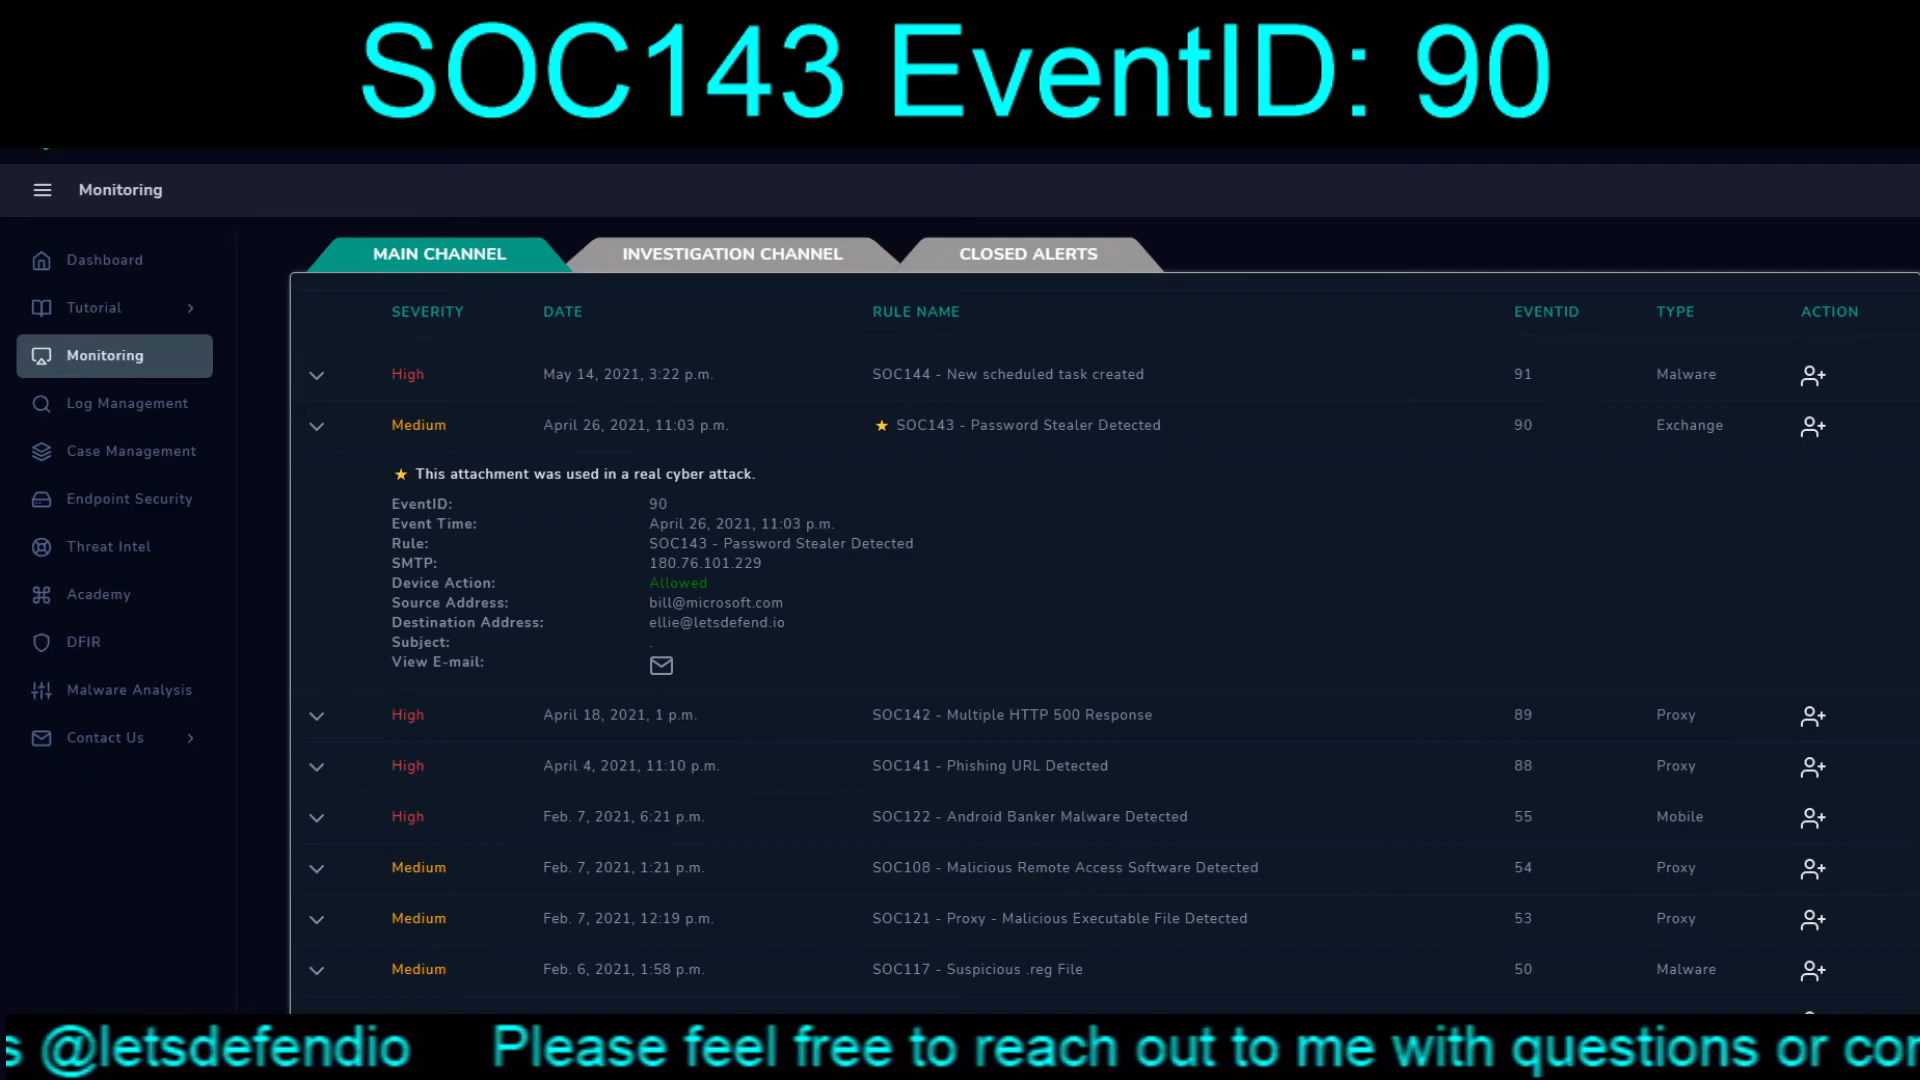 SOC143 EventID: 90
Monitoring
Dashboard
Tutorial
Monitoring
Log Management
Case Management
Endpoint Security
Threat Intel
Academy
DFIR
Malware Analysis
Contact Us
MAIN CHANNEL INVESTIGATION CHANNEL CLOSED ALERTS
SEVERITY DATE RULE NAME EVENTID TYPE ACTION
High May 14, 2021, 3:22 p.m. SOC144 - New scheduled task created 91 Malware
Medium April 26, 2021, 11:03 p.m. ★ SOC143 - Password Stealer Detected 90 Exchange
★ This attachment was used in a real cyber attack.
EventID: 90
Event Time: April 26, 2021, 11:03 p.m.
Rule: SOC143 - Password Stealer Detected
SMTP: 180.76.101.229
Device Action: Allowed
Source Address: bill@microsoft.com
Destination Address: ellie@letsdefend.io
Subject: .
View E-mail:
High April 18, 2021, 1 p.m. SOC142 - Multiple HTTP 500 Response 89 Proxy
High April 4, 2021, 11:10 p.m. SOC141 - Phishing URL Detected 88 Proxy
High Feb. 7, 2021, 6:21 p.m. SOC122 - Android Banker Malware Detected 55 Mobile
Medium Feb. 7, 2021, 1:21 p.m. SOC108 - Malicious Remote Access Software Detected 54 Proxy
Medium Feb. 7, 2021, 12:19 p.m. SOC121 - Proxy - Malicious Executable File Detected 53 Proxy
Medium Feb. 6, 2021, 1:58 p.m. SOC117 - Suspicious .reg File 50 Malware
s @letsdefendio Please feel free to reach out to me with questions or